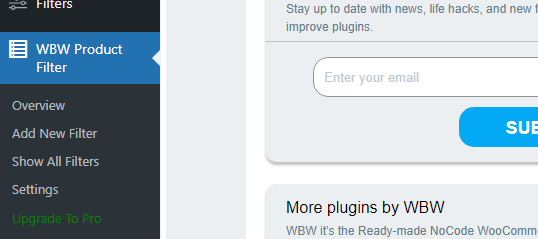 Filters
WBW Product
Filter
Overview
Add New Filter
Show All Filters
Settings
Upgrade To Pro
Stay up to date with news, life hacks, and new f
improve plugins.
Enter your email
SUB
More plugins by WBW
WBW it's the Ready-made NoCode WooComm